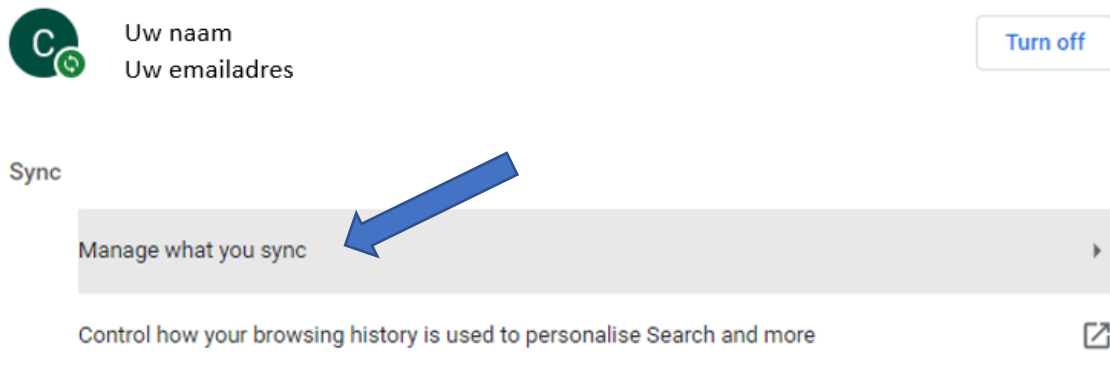 C
Uw naam
Turn off
Uw emailadres
Sync
Manage what you sync
Control how your browsing history is used to personalise Search and more